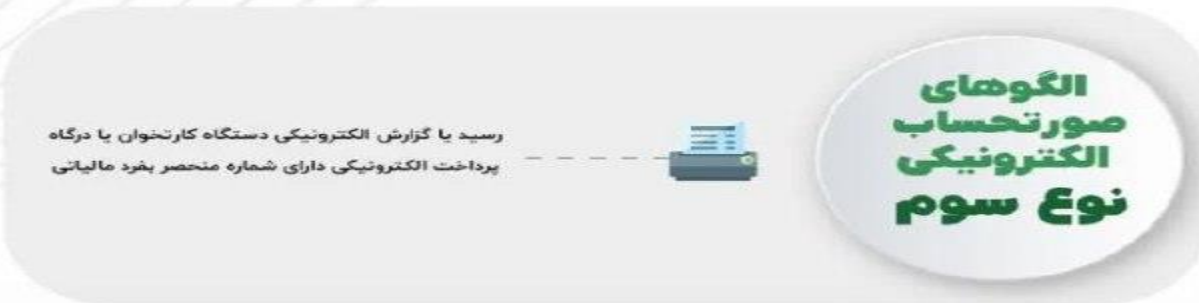 الگوهای
صورتحساب
الکترونیکی
نوع سوم
رسید یا گزارش الکترونیکی دستگاه کارتخوان یا درگاه
پرداخت الکترونیکی دارای شماره منحصر بفرد مالیاتی